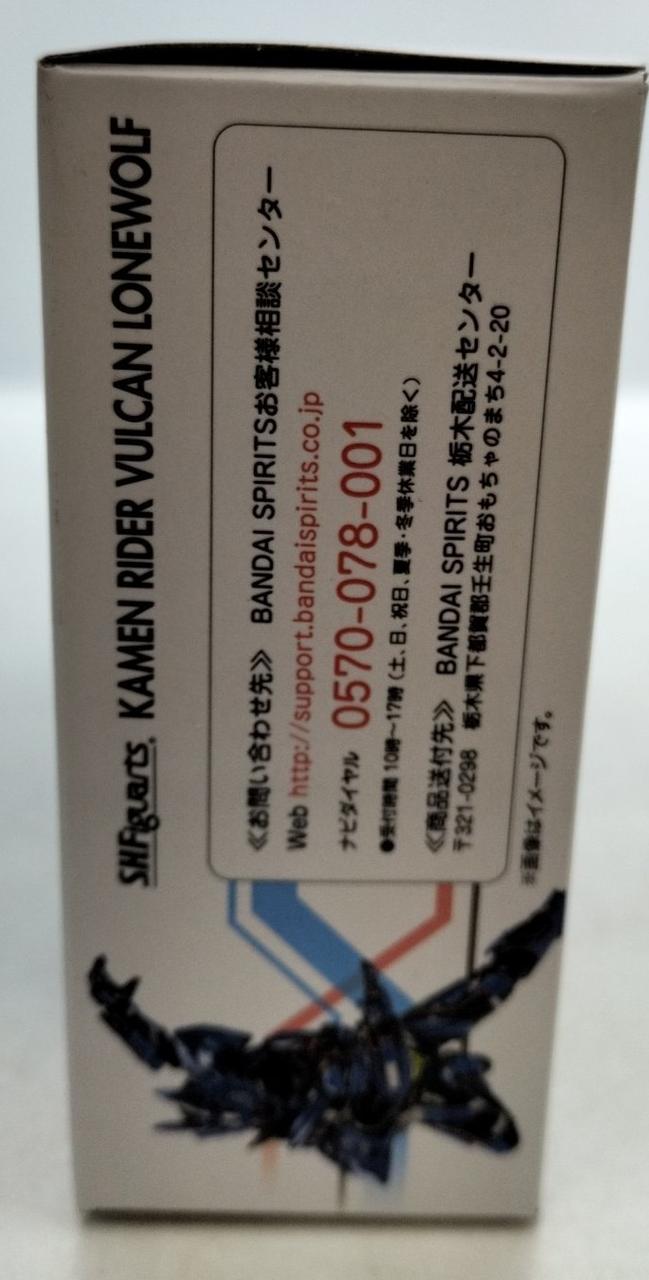 S.H.Figuarts. KAMEN RIDER VULCAN LONEWOLF
≪お問い合わせ先≫ BANDAI SPIRITSお客様相談センター
Web http://support.bandaispirits.co.jp
ナビダイヤル 0570-078-001
●受付時間 10時〜17時（土、日、祝日、夏季・冬季休業日を除く）
≪商品送付先≫ BANDAI SPIRITS 栃木配送センター
〒321-0298 栃木県下都賀郡壬生町おもちゃのまち4-2-20
※画像はイメージです。